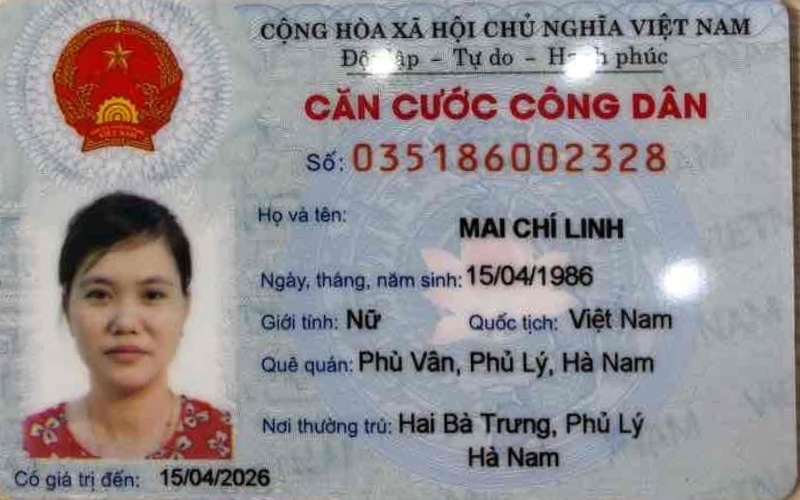 CỘNG HÒA XÃ HỘI CHỦ NGHĨA VIỆT NAM
Độc lập - Tự do - Hạnh phúc
CĂN CƯỚC CÔNG DÂN
Số: 035186002328
Họ và tên:
MAI CHÍ LINH
Ngày, tháng, năm sinh: 15/04/1986
Giới tính: Nữ Quốc tịch: Việt Nam
Quê quán: Phù Vân, Phủ Lý, Hà Nam
Nơi thường trú: Hai Bà Trưng, Phủ Lý
Hà Nam
Có giá trị đến: 15/04/2026